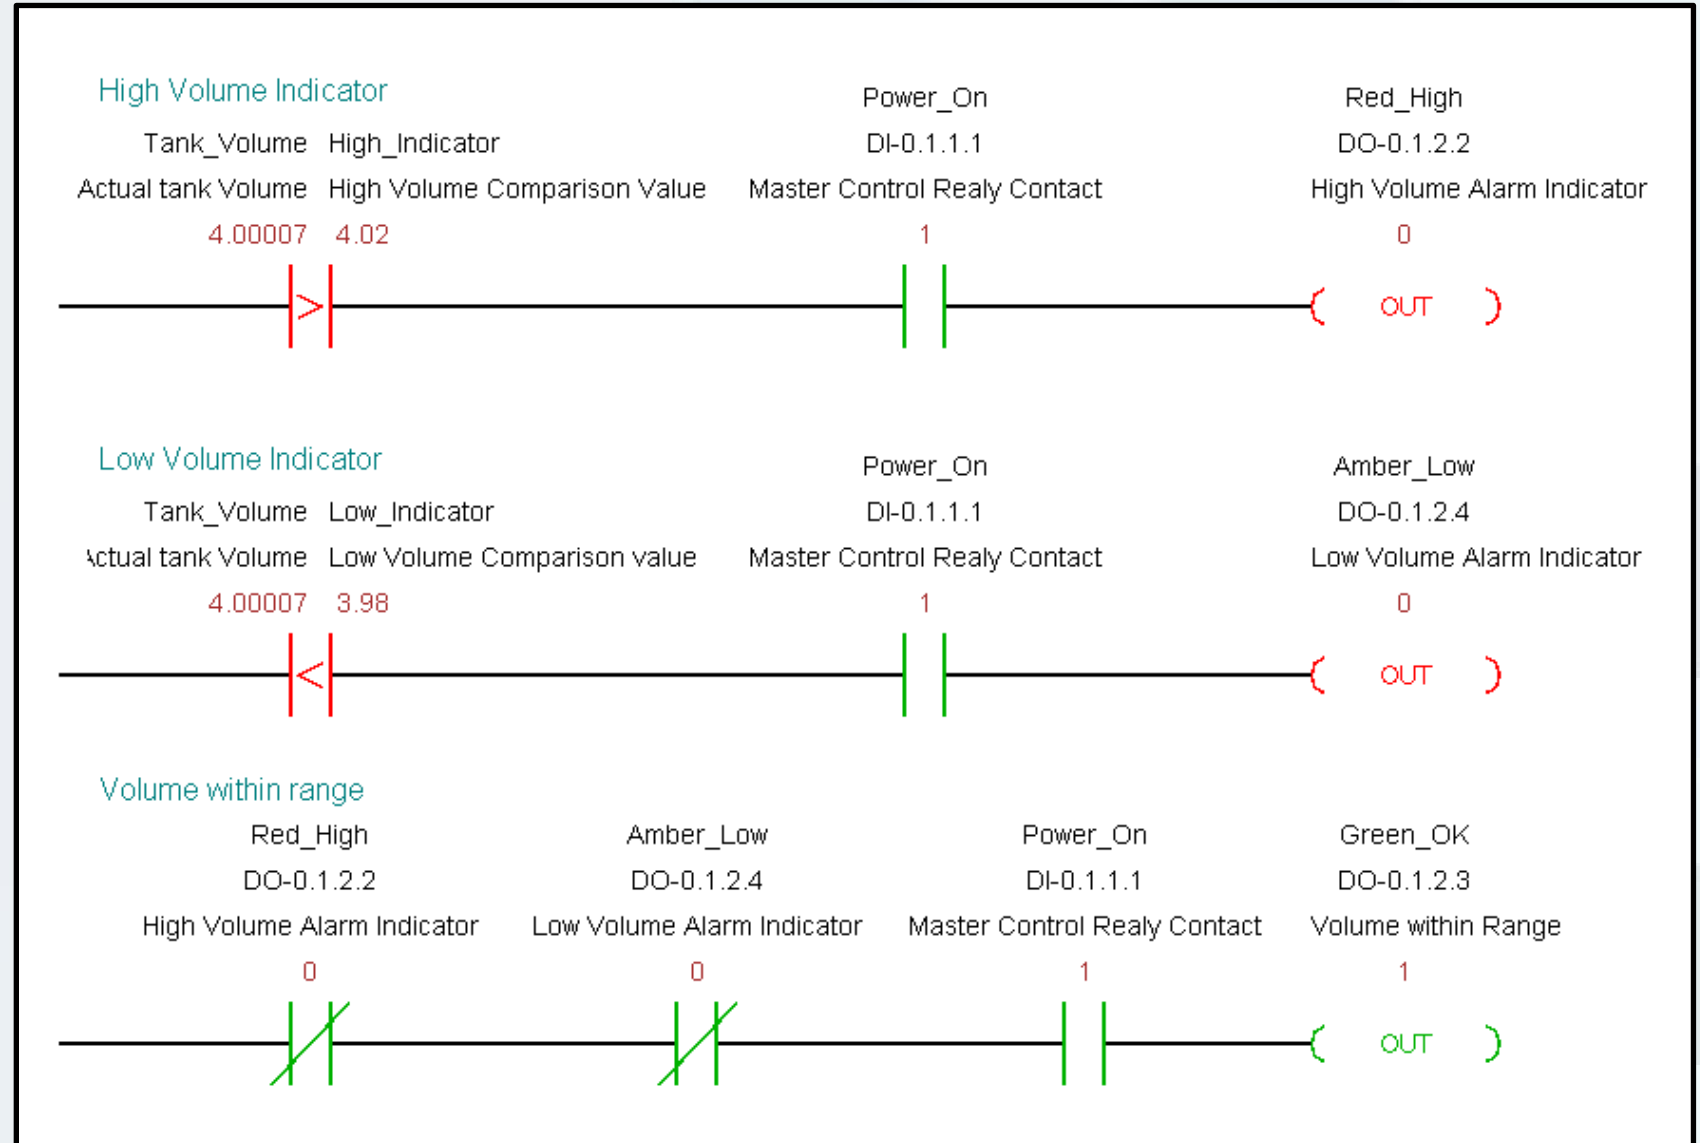 High Volume Indicator
Power_On Red_High
Tank_Volume High_Indicator DI-0.1.1.1 DO-0.1.2.2
Actual tank Volume High Volume Comparison Value Master Control Realy Contact High Volume Alarm Indicator
4.00007 4.02 1 0
> OUT
Low Volume Indicator
Power_On Amber_Low
Tank_Volume Low_Indicator DI-0.1.1.1 DO-0.1.2.4
Actual tank Volume Low Volume Comparison value Master Control Realy Contact Low Volume Alarm Indicator
4.00007 3.98 1 0
< OUT
Volume within range
Red_High Amber_Low Power_On Green_OK
DO-0.1.2.2 DO-0.1.2.4 DI-0.1.1.1 DO-0.1.2.3
High Volume Alarm Indicator Low Volume Alarm Indicator Master Control Realy Contact Volume within Range
0 0 1 1
OUT